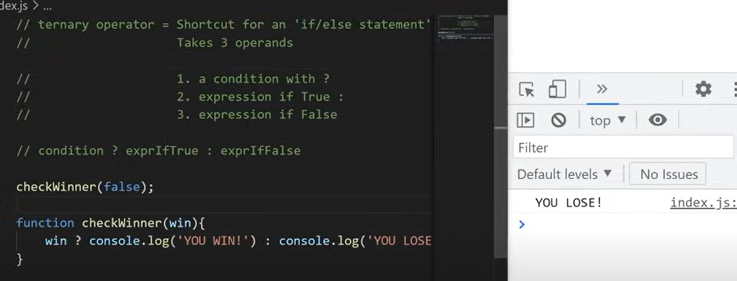 index.js > ...
// ternary operator = Shortcut for an 'if/else statement'
// Takes 3 operands
// 1. a condition with ?
// 2. expression if True :
// 3. expression if False
// condition ? exprIfTrue : exprIfFalse
checkWinner(false);
function checkWinner(win){
win ? console.log('YOU WIN!') : console.log('YOU LOSE
}
top
Filter
Default levels
No Issues
YOU LOSE! index.js:
>